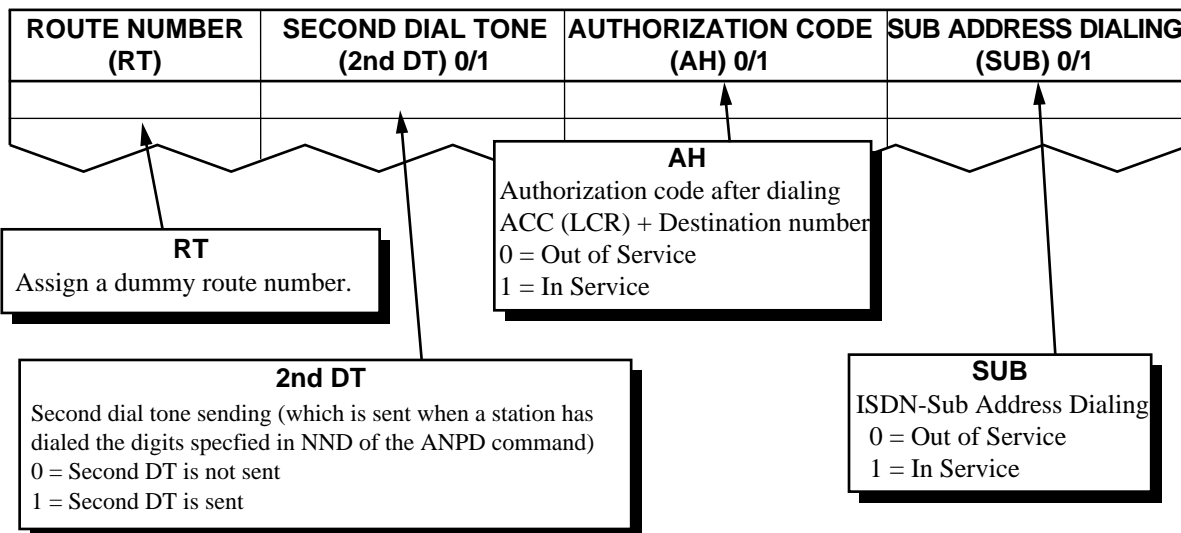 ROUTE NUMBER
(RT)
SECOND DIAL TONE
(2nd DT) 0/1
AUTHORIZATION CODE
(AH) 0/1
SUB ADDRESS DIALING
(SUB) 0/1
AH
Authorization code after dialing
ACC (LCR) + Destination number
0 = Out of Service
1 = In Service
RT
Assign a dummy route number.
2nd DT
Second dial tone sending (which is sent when a station has
dialed the digits specfied in NND of the ANPD command)
0 = Second DT is not sent
1 = Second DT is sent
SUB
ISDN-Sub Address Dialing
0 = Out of Service
1 = In Service